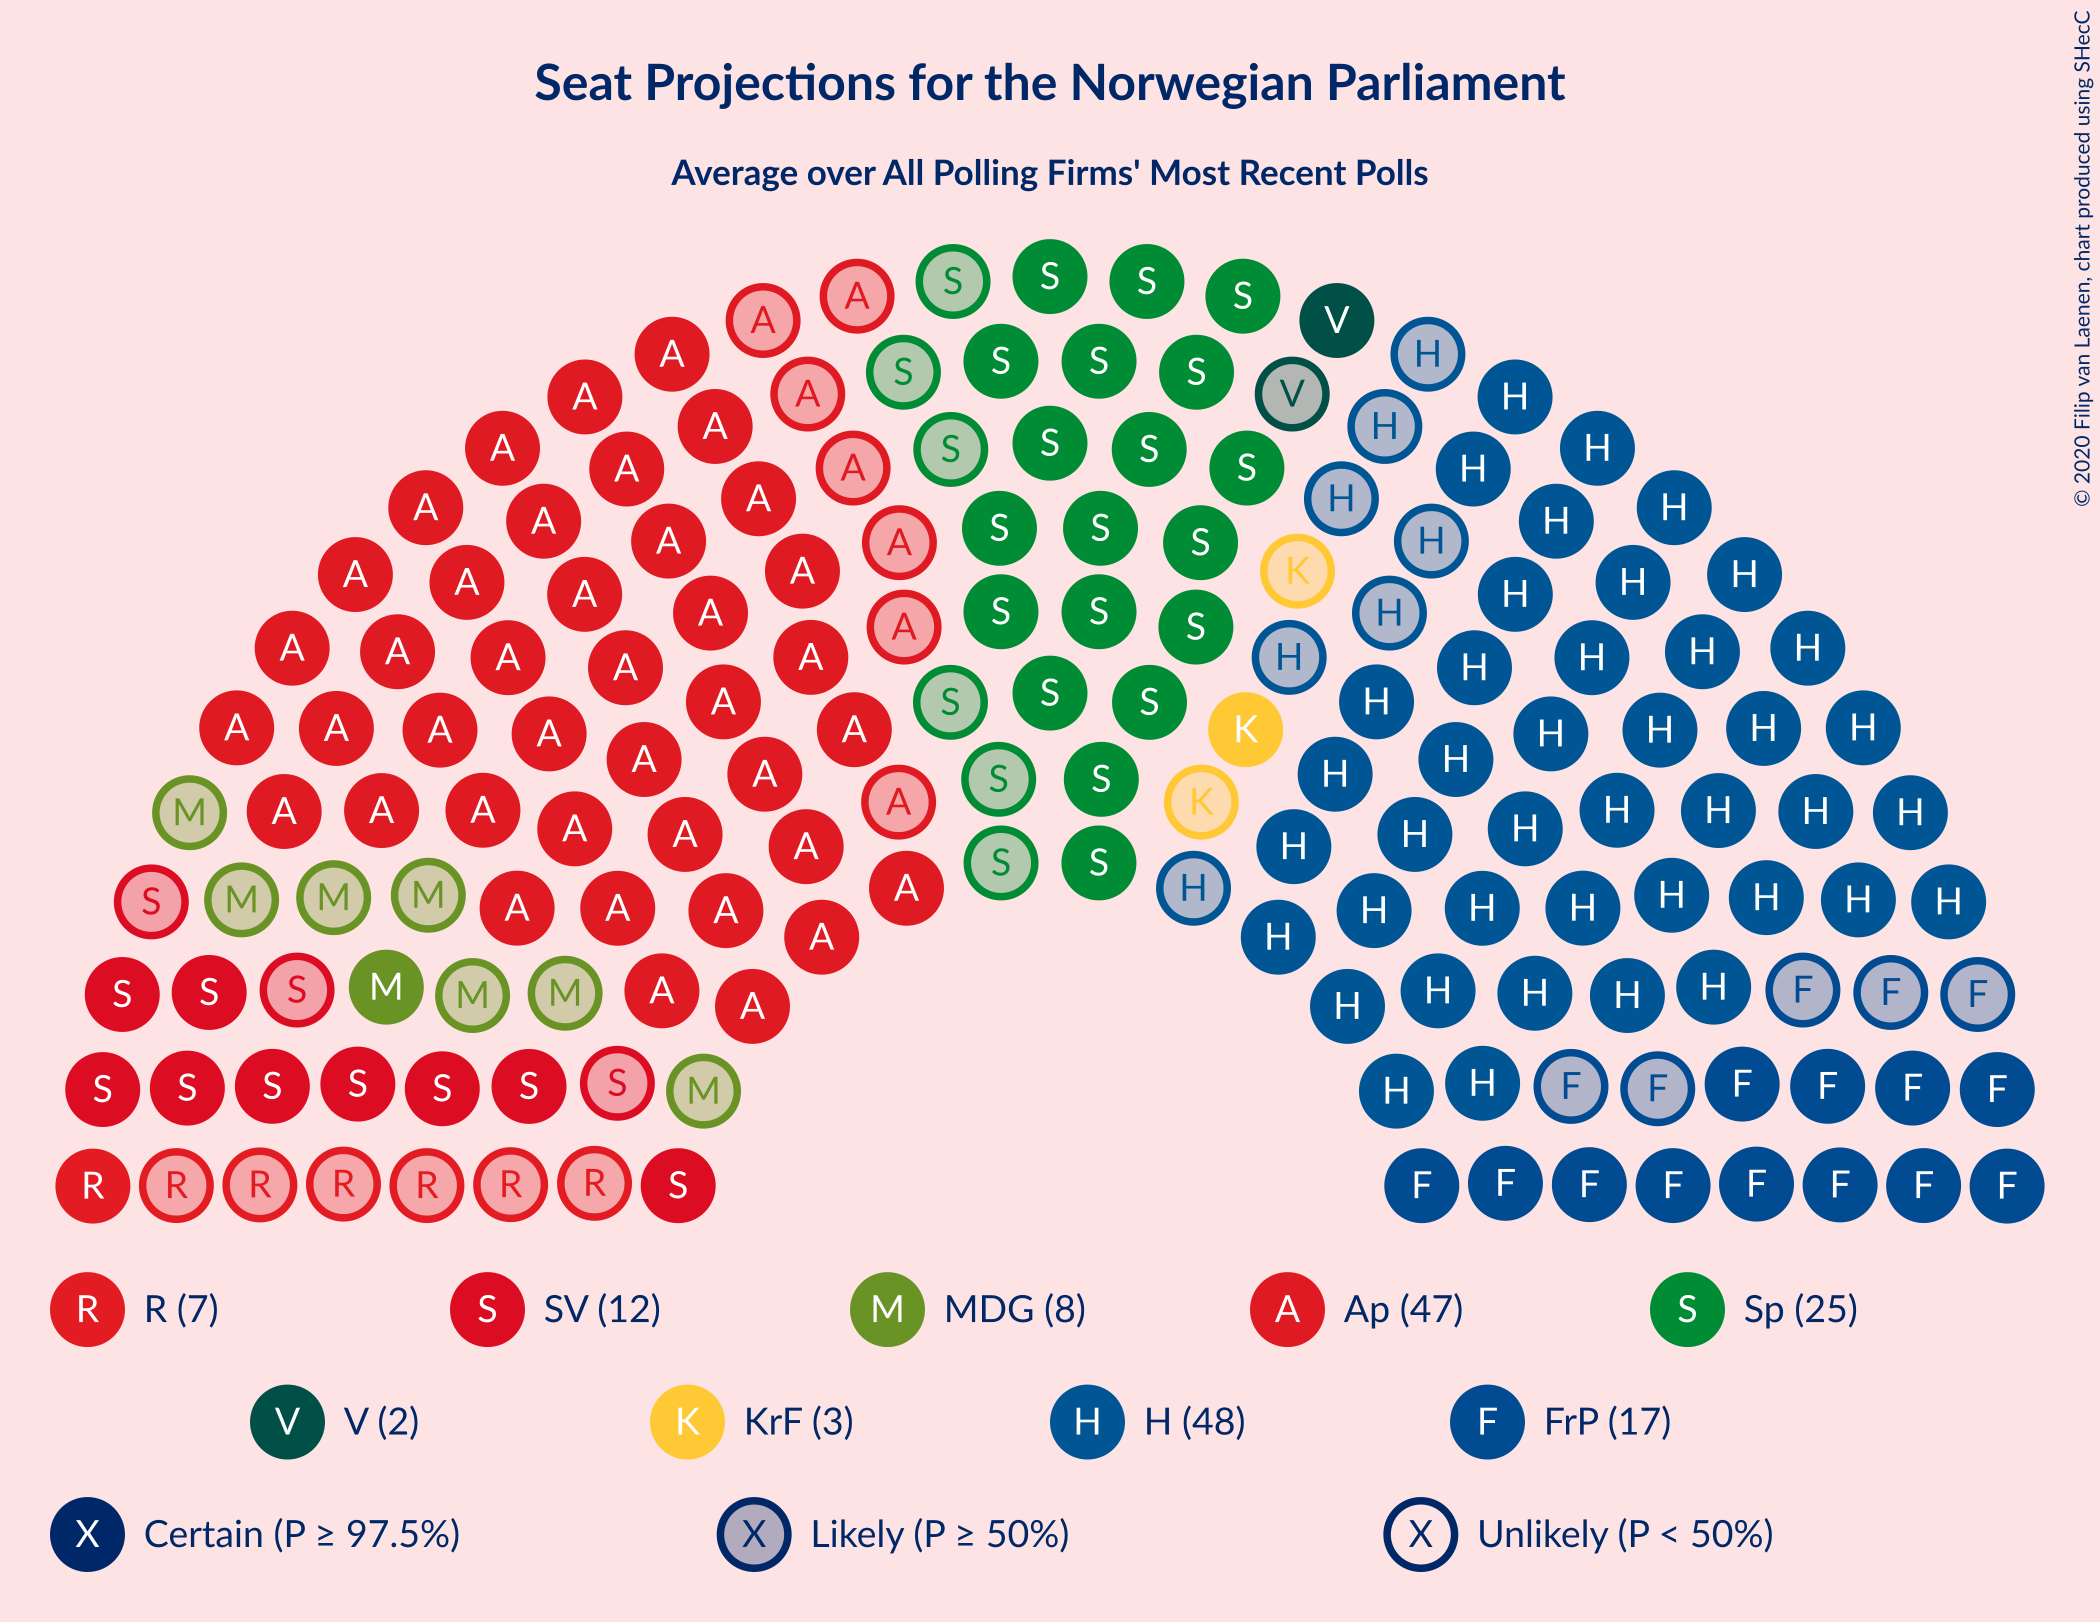 Seat Projections for the Norwegian Parliament
Average over All Polling Firms' Most Recent Polls
© 2020 Filip van Laenen, chart produced using SHecC
S S S S V
A A H
A S S S S V H
A A H H
A A S S S S H H
A A A H H H
A A A S S S K H H H
A A A A H H H H
A A A A S S S H H H H
A A A A A H H H H H
A A A A A A S S S K H H H H H H
A A S S K H H
M A A A A A A S S H H H H H H H H
S M M M A A A A H H H H H H H H
S S S M M M A A H H H H H F F F
S S S S S S S M H H F F F F F F
R R R R R R R S F F F F F F F F
R R (7) S SV (12) M MDG (8) A Ap (47) S Sp (25)
V V (2) K KrF (3) H H (48) F FrP (17)
X Certain (P ≥ 97.5%) X Likely (P ≥ 50%) X Unlikely (P < 50%)